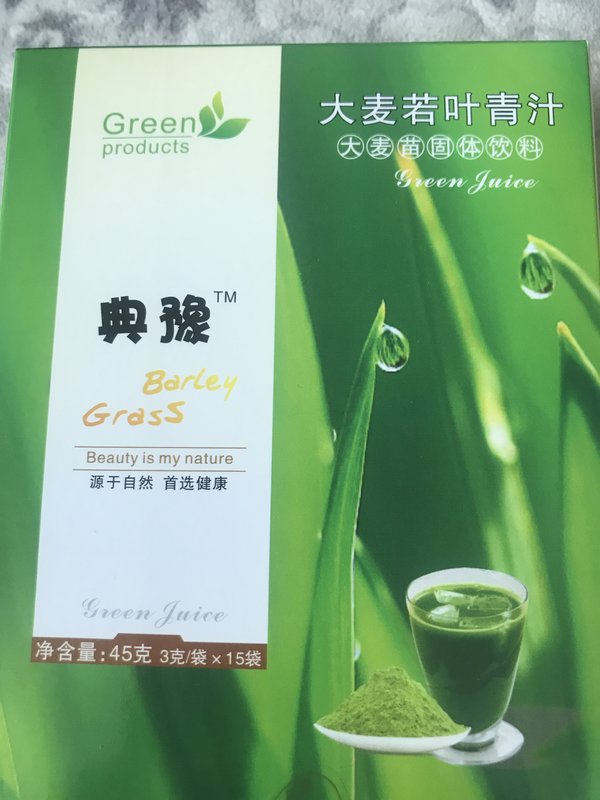 Green
products
大麦若叶青汁
大麦苗固体饮料
Green Juice
典豫™
Barley
Grass
Beauty is my nature
源于自然 首选健康
Green Juice
净含量:45克 3克/袋×15袋